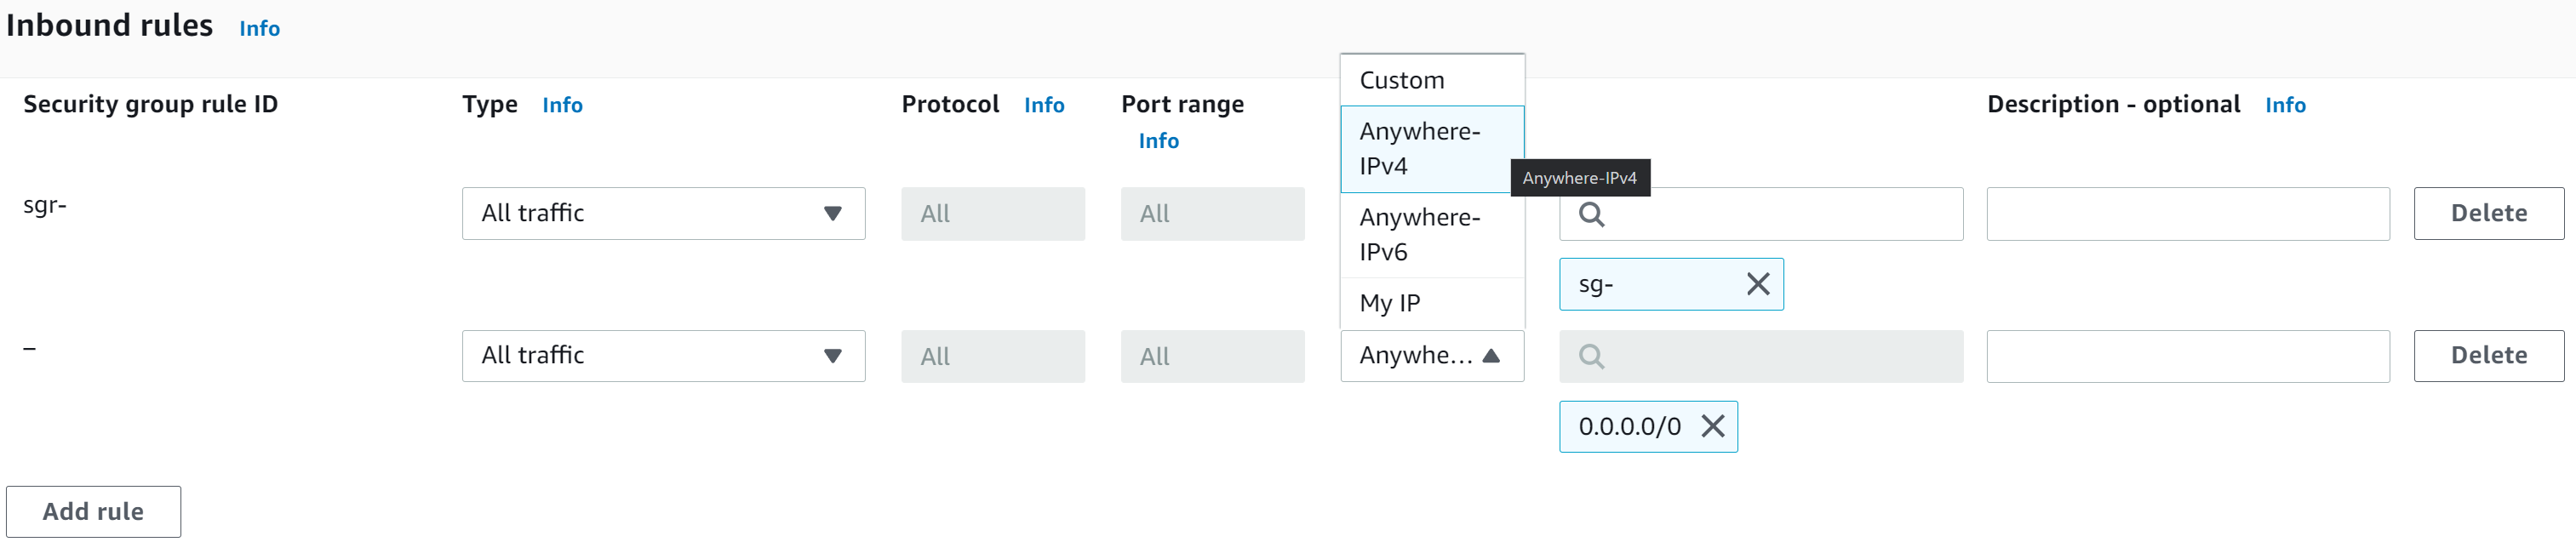 Inbound rules Info
Security group rule ID
Type Info
Protocol Info
Port range
Info
Description - optional Info
Custom
Anywhere-
IPv4
Anywhere-IPv4
Anywhere-
IPv6
My IP
sgr-
All traffic
All
All
Delete
sg-
–
All traffic
All
All
Anywhe...
Delete
0.0.0.0/0
Add rule